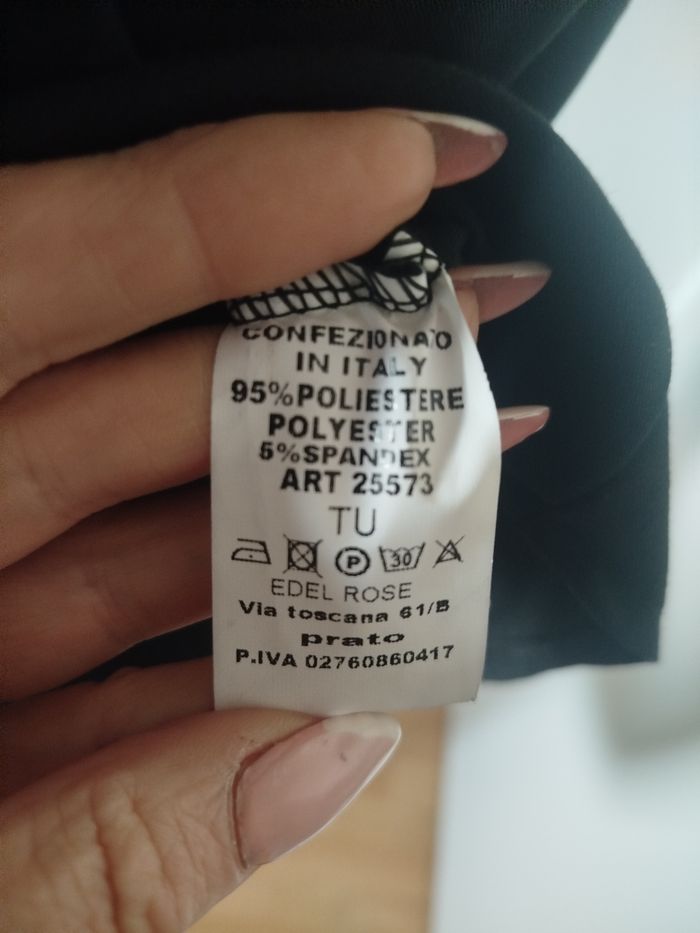 CONFEZIONATO
IN ITALY
95%POLIESTERE
POLYESTER
5%SPANDEX
ART 25573
TU
P 30
EDEL ROSE
Via toscana 61/B
prato
P.IVA 02760860417